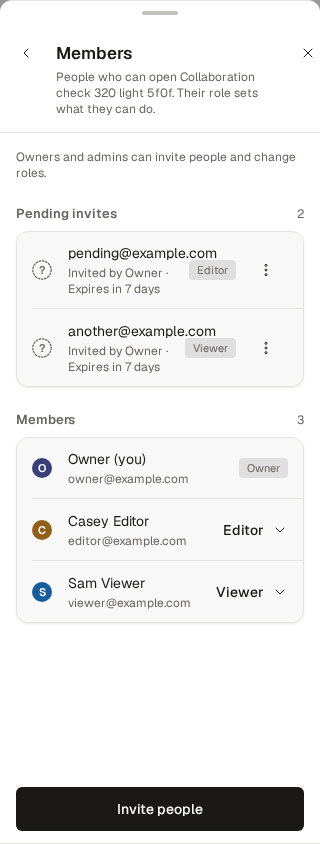 Members
People who can open Collaboration
check 320 light 5f0f. Their role sets
what they can do.
Owners and admins can invite people and change
roles.
Pending invites 2
?
pending@example.com
Invited by Owner ·
Expires in 7 days
Editor
?
another@example.com
Invited by Owner ·
Expires in 7 days
Viewer
Members 3
O
Owner (you)
owner@example.com
Owner
C
Casey Editor
editor@example.com
Editor
S
Sam Viewer
viewer@example.com
Viewer
Invite people